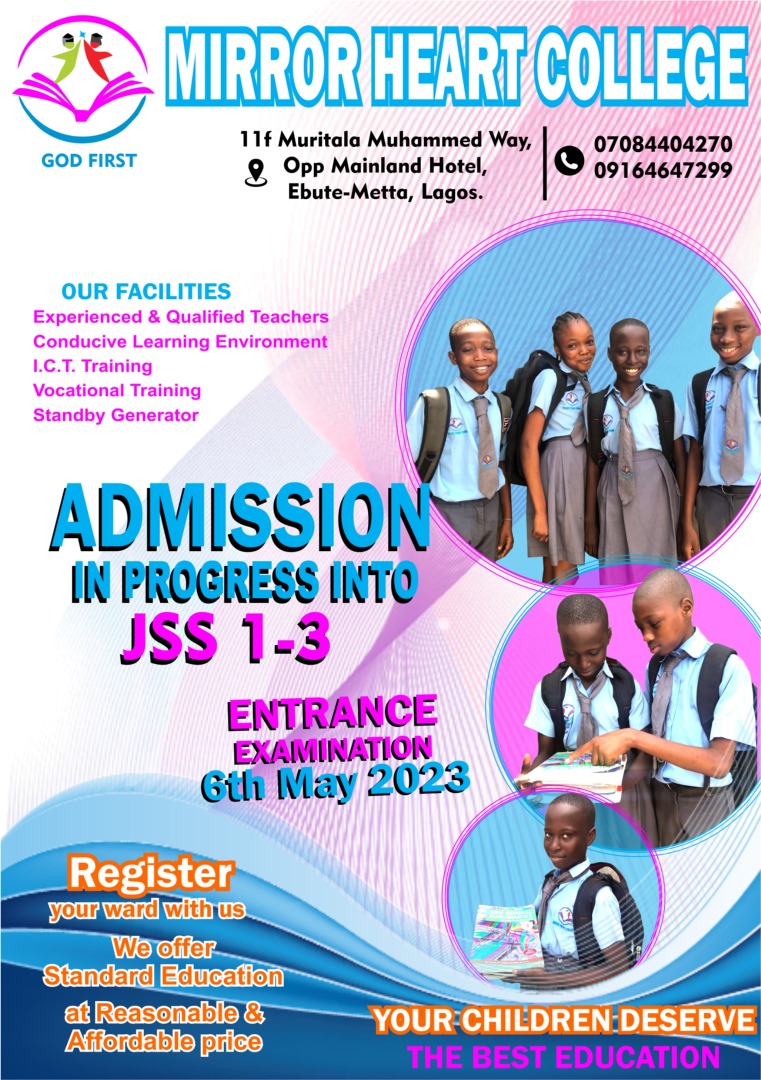 MIRROR HEART COLLEGE
GOD FIRST
11f Muritala Muhammed Way,
Opp Mainland Hotel,
Ebute-Metta, Lagos.
07084404270
09164647299
OUR FACILITIES
Experienced & Qualified Teachers
Conducive Learning Environment
I.C.T. Training
Vocational Training
Standby Generator
ADMISSION
IN PROGRESS INTO
JSS 1-3
ENTRANCE
EXAMINATION
6th May 2023
Register
your ward with us
We offer
Standard Education
at Reasonable &
Affordable price
YOUR CHILDREN DESERVE
THE BEST EDUCATION